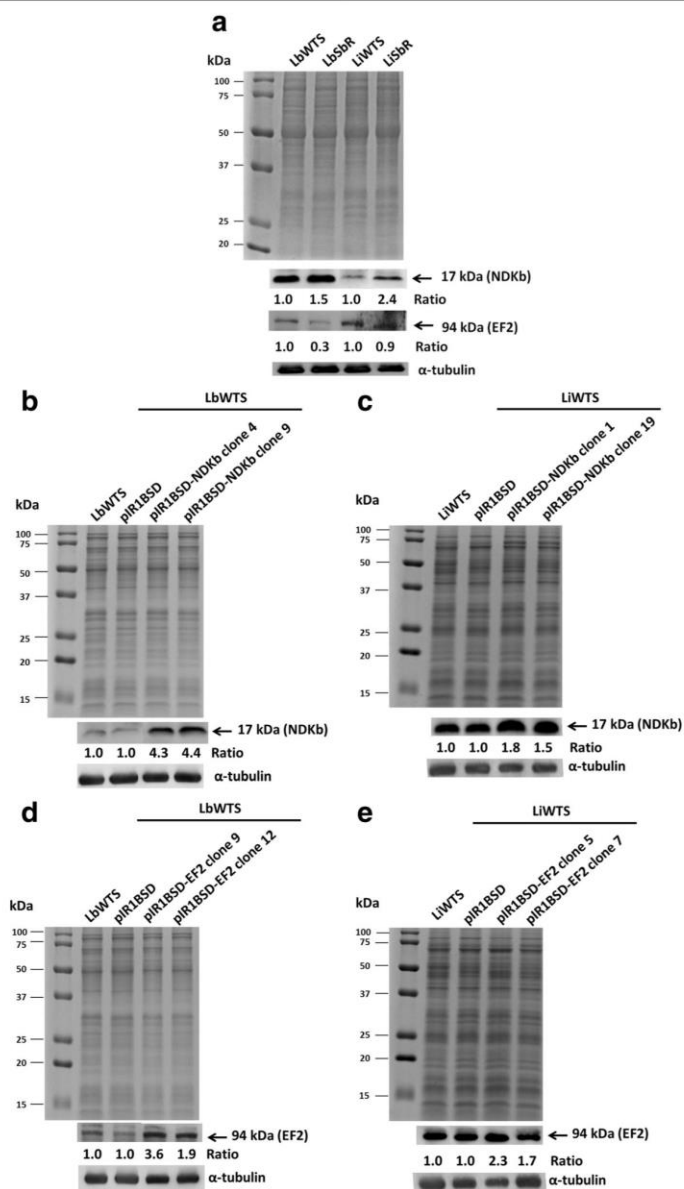 a
kDa
LbWTS LbSbR LiWTS LiSbR
100
75
50
37
25
20
17 kDa (NDKb)
1.0 1.5 1.0 2.4 Ratio
94 kDa (EF2)
1.0 0.3 1.0 0.9 Ratio
α-tubulin
b
LbWTS
kDa
LbWTS pIR1BSD pIR1BSD-NDKb clone 4 pIR1BSD-NDKb clone 9
100
75
50
37
25
20
15
17 kDa (NDKb)
1.0 1.0 4.3 4.4 Ratio
α-tubulin
c
LiWTS
kDa
LiWTS pIR1BSD pIR1BSD-NDKb clone 1 pIR1BSD-NDKb clone 19
100
75
50
37
25
20
15
17 kDa (NDKb)
1.0 1.0 1.8 1.5 Ratio
α-tubulin
d
LbWTS
kDa
LbWTS pIR1BSD pIR1BSD-EF2 clone 9 pIR1BSD-EF2 clone 12
100
75
50
37
25
20
15
94 kDa (EF2)
1.0 1.0 3.6 1.9 Ratio
α-tubulin
e
LiWTS
kDa
LiWTS pIR1BSD pIR1BSD-EF2 clone 5 pIR1BSD-EF2 clone 7
100
75
50
37
25
20
15
94 kDa (EF2)
1.0 1.0 2.3 1.7 Ratio
α-tubulin